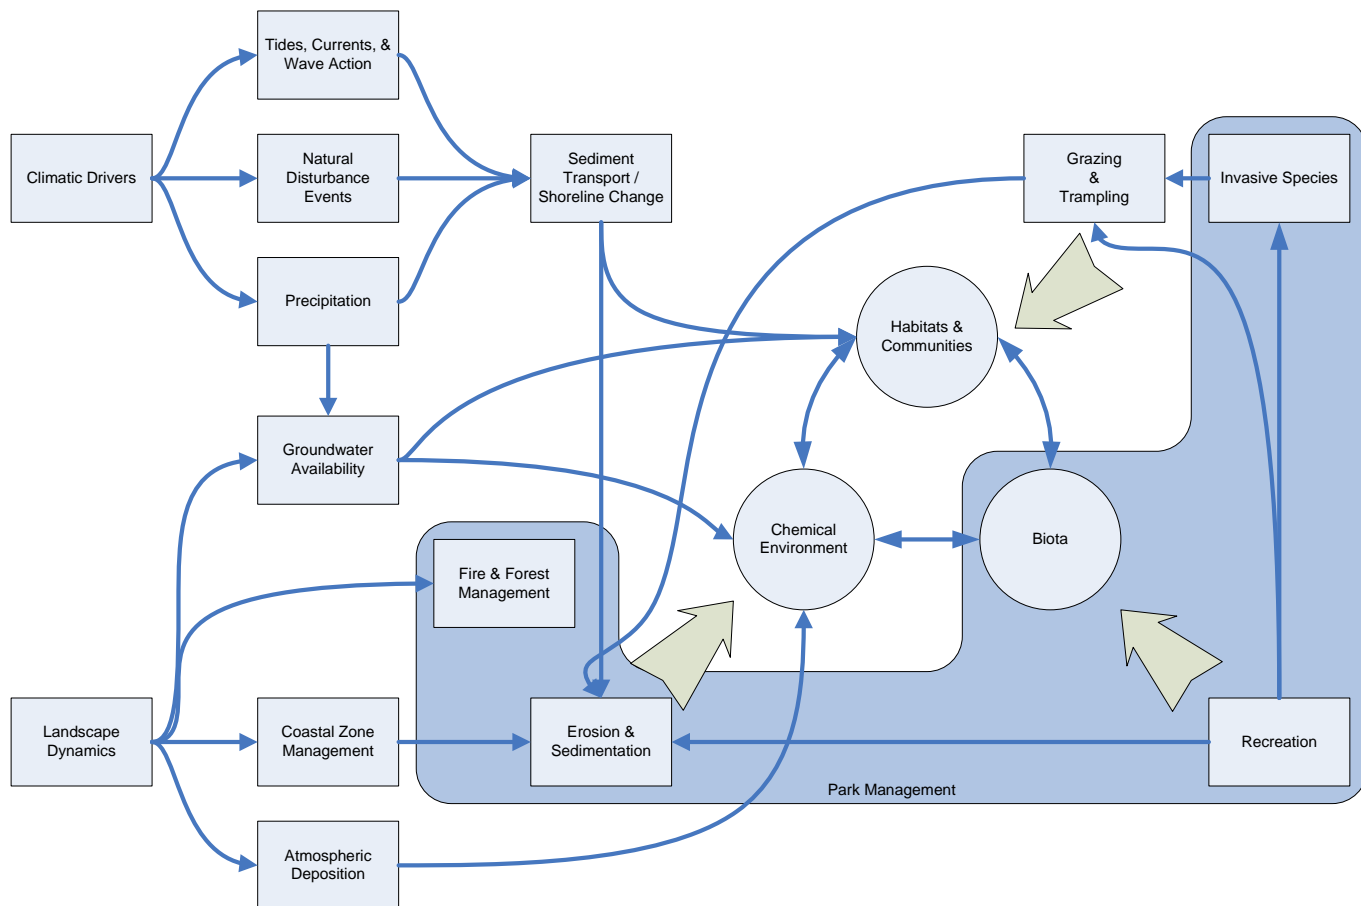 Tides, Currents, &
Wave Action
Climatic Drivers
Natural
Disturbance
Events
Sediment
Transport /
Shoreline Change
Grazing
&
Trampling
Invasive Species
Precipitation
Habitats &
Communities
Groundwater
Availability
Chemical
Environment
Biota
Fire & Forest
Management
Landscape
Dynamics
Coastal Zone
Management
Erosion &
Sedimentation
Recreation
Park Management
Atmospheric
Deposition